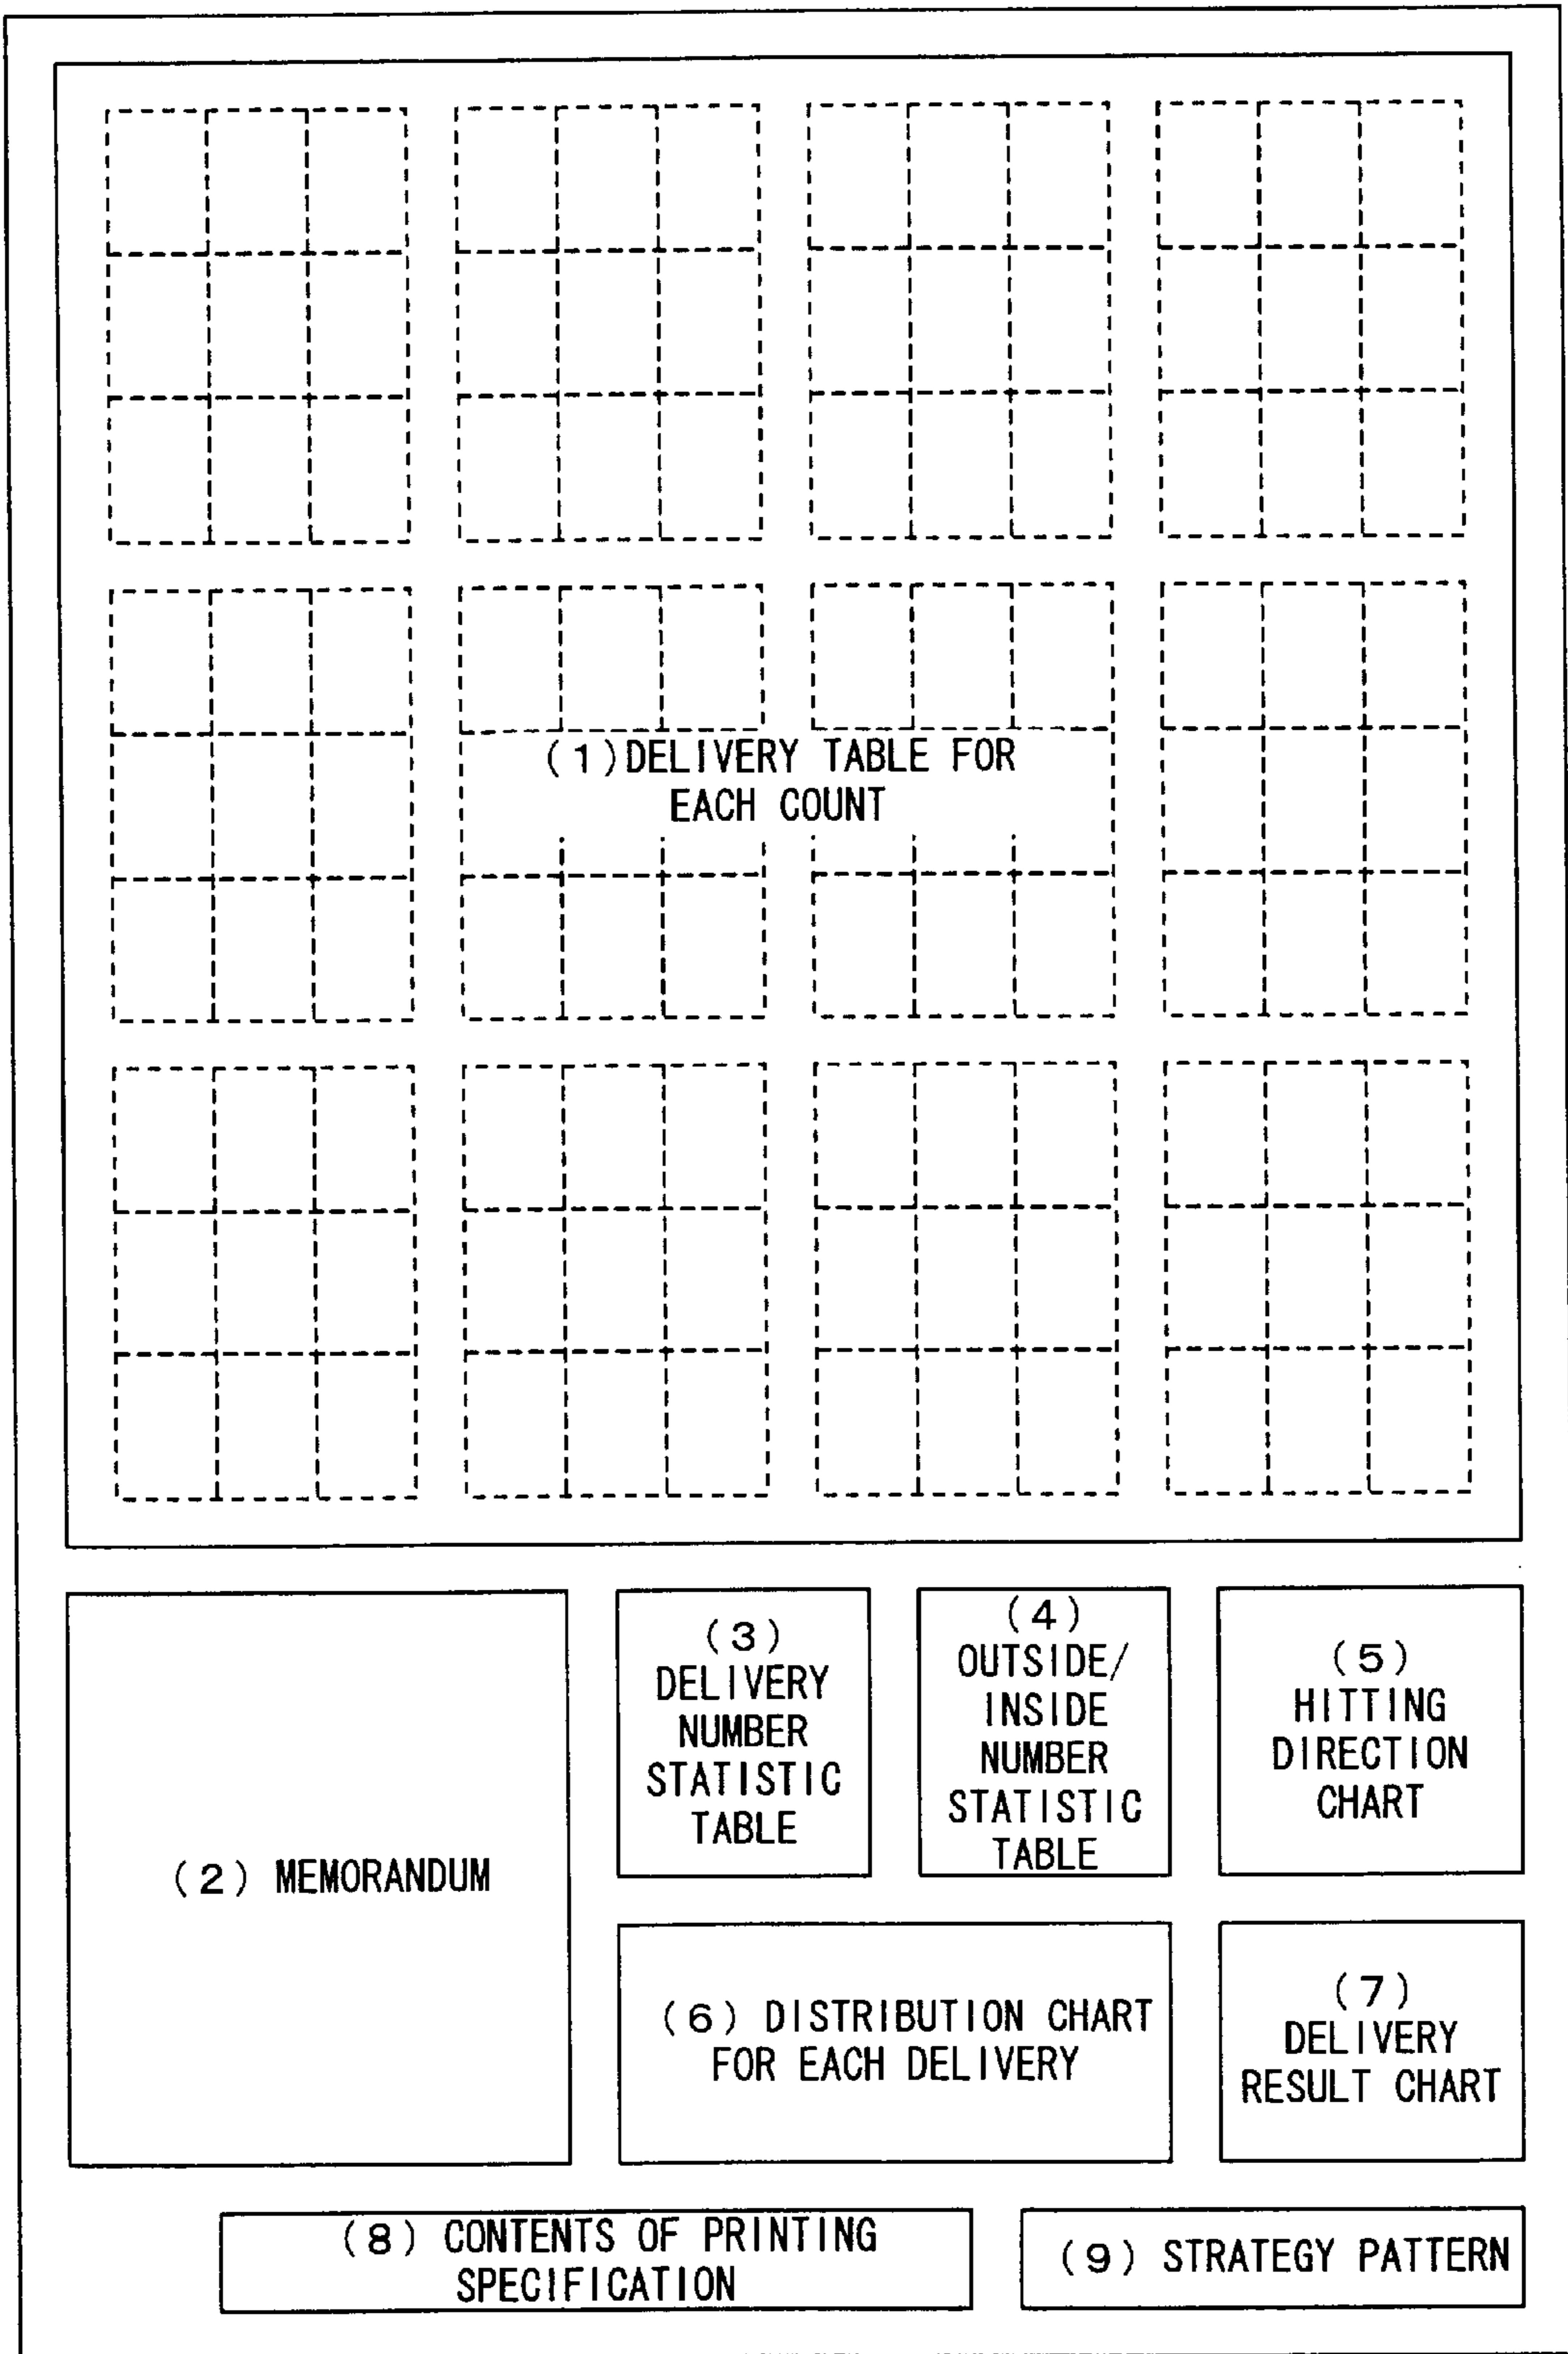 (1)DELIVERY TABLE FOR
EACH COUNT
(2) MEMORANDUM
(3)
DELIVERY
NUMBER
STATISTIC
TABLE
(4)
OUTSIDE/
INSIDE
NUMBER
STATISTIC
TABLE
(5)
HITTING
DIRECTION
CHART
(6) DISTRIBUTION CHART
FOR EACH DELIVERY
(7)
DELIVERY
RESULT CHART
(8) CONTENTS OF PRINTING
SPECIFICATION
(9) STRATEGY PATTERN